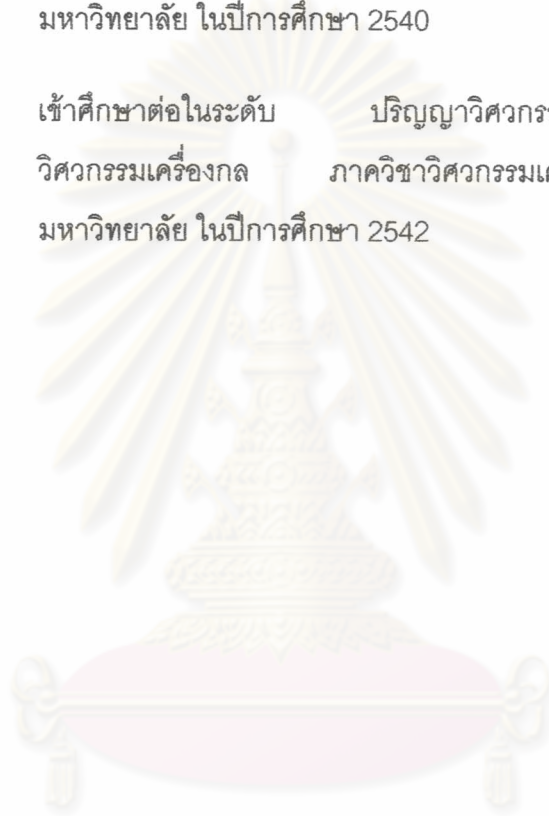 มหาวิทยาลัย ในปีการศึกษา 2540
เข้าศึกษาต่อในระดับ ปริญญาวิศวกรร
วิศวกรรมเครื่องกล ภาควิชาวิศวกรรมเค
มหาวิทยาลัย ในปีการศึกษา 2542